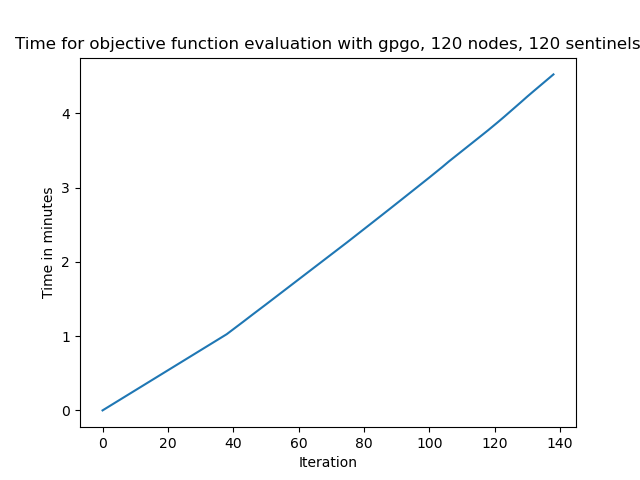 Time for objective function evaluation with gpgo, 120 nodes, 120 sentinels
4
3
2
1
0
Time in minutes
0 20 40 60 80 100 120 140
Iteration